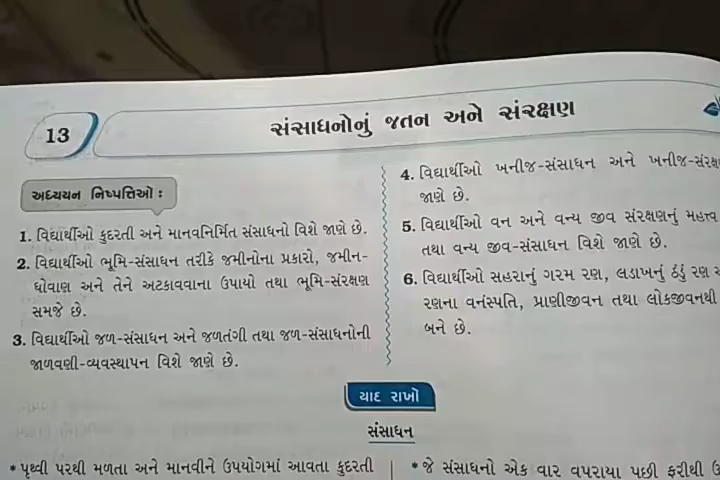 13
સંસાધનોનું જતન અને સંરક્ષણ
અધ્યયન નિષ્પત્તિઓ :
1. વિદ્યાર્થીઓ કુદરતી અને માનવનિર્મિત સંસાધનો વિશે જાણે છે.
2. વિદ્યાર્થીઓ ભૂમિ-સંસાધન તરીકે જમીનોના પ્રકારો, જમીન-
ધોવાણ અને તેને અટકાવવાના ઉપાયો તથા ભૂમિ-સંરક્ષણ
સમજે છે.
3. વિદ્યાર્થીઓ જળ-સંસાધન અને જળતંગી તથા જળ-સંસાધનોની
જાળવણી-વ્યવસ્થાપન વિશે જાણે છે.
4. વિદ્યાર્થીઓ ખનીજ-સંસાધન અને
જાણે છે.
5. વિદ્યાર્થીઓ વન અને વન્ય જીવ સંરક્ષણનું મહત્ત્વ
તથા વન્ય જીવ-સંસાધન વિશે જાણે છે.
6. વિદ્યાર્થીઓ સહરાનું ગરમ રણ, લડાખનું ઠંડું રણ
રણના વનસ્પતિ, પ્રાણીજીવન તથા લોકજીવનથી
બને છે.
યાદ રાખો
સંસાધન
* પૃથ્વી પરથી મળતા અને માનવીને ઉપયોગમાં આવતા કુદરતી
* જે સંસાધનો એક વાર વપરાયા પછી ફરીથી